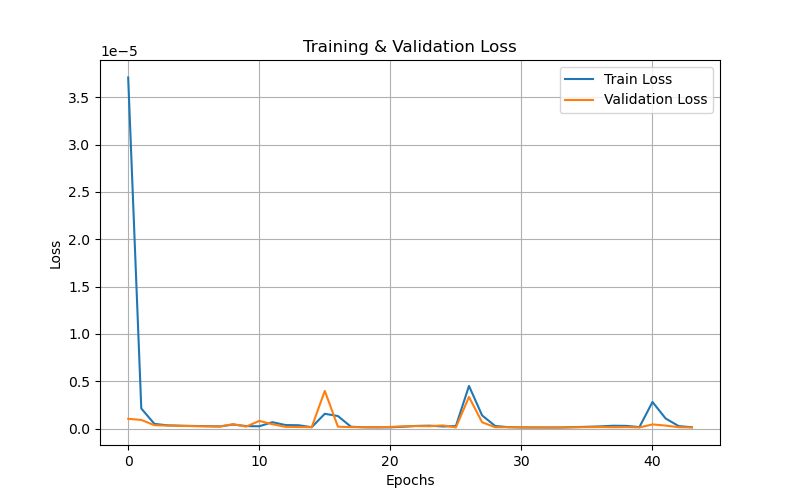 Training & Validation Loss
1e−5
Train Loss
Validation Loss
3.5
3.0
2.5
2.0
1.5
1.0
0.5
0.0
Loss
0 10 20 30 40
Epochs